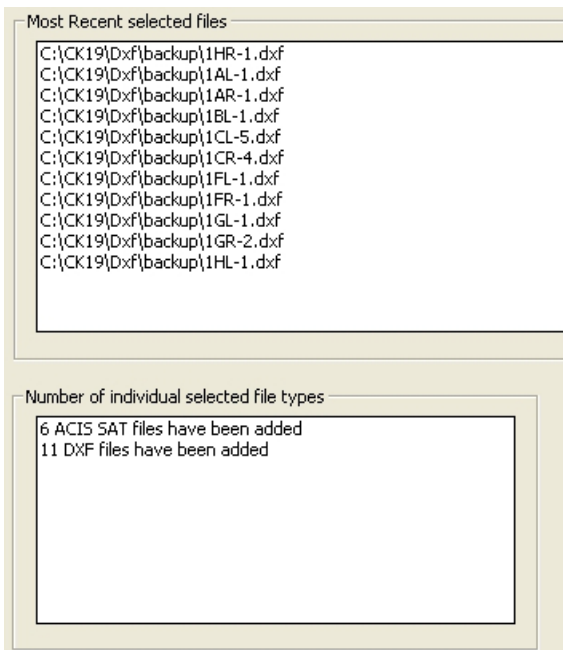 Most Recent selected files
C:\CK19\Dxf\backup\1HR-1.dxf
C:\CK19\Dxf\backup\1AL-1.dxf
C:\CK19\Dxf\backup\1AR-1.dxf
C:\CK19\Dxf\backup\1BL-1.dxf
C:\CK19\Dxf\backup\1CL-5.dxf
C:\CK19\Dxf\backup\1CR-4.dxf
C:\CK19\Dxf\backup\1FL-1.dxf
C:\CK19\Dxf\backup\1FR-1.dxf
C:\CK19\Dxf\backup\1GL-1.dxf
C:\CK19\Dxf\backup\1GR-2.dxf
C:\CK19\Dxf\backup\1HL-1.dxf
Number of individual selected file types
6 ACIS SAT files have been added
11 DXF files have been added